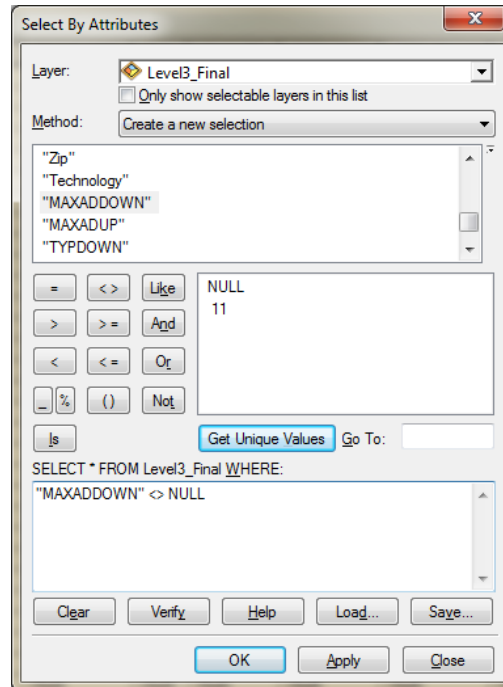 Select By Attributes
X
Layer: Level3_Final
Only show selectable layers in this list
Method: Create a new selection
"Zip"
"Technology"
"MAXADDOWN"
"MAXADUP"
"TYPDOWN"
= <> Like
> >= And
< <= Or
_ % () Not
Is
NULL
11
Get Unique Values Go To:
SELECT * FROM Level3_Final WHERE:
"MAXADDOWN" <> NULL
Clear Verify Help Load... Save...
OK Apply Close